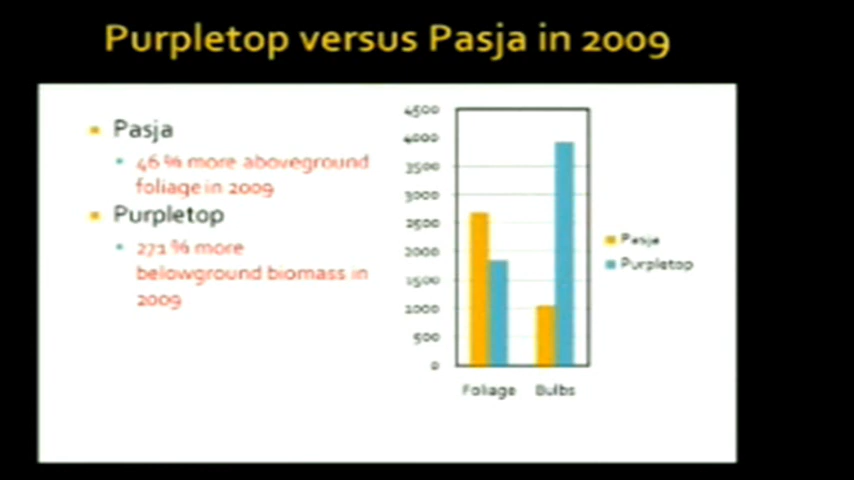 Purpletop versus Pasja in 2009
Pasja
46 % more aboveground
foliage in 2009
Purpletop
271 % more
belowground biomass in
2009
4500
4000
3500
3000
2500
2000
1500
1000
500
0
Foliage Bulbs
Pasja
Purpletop